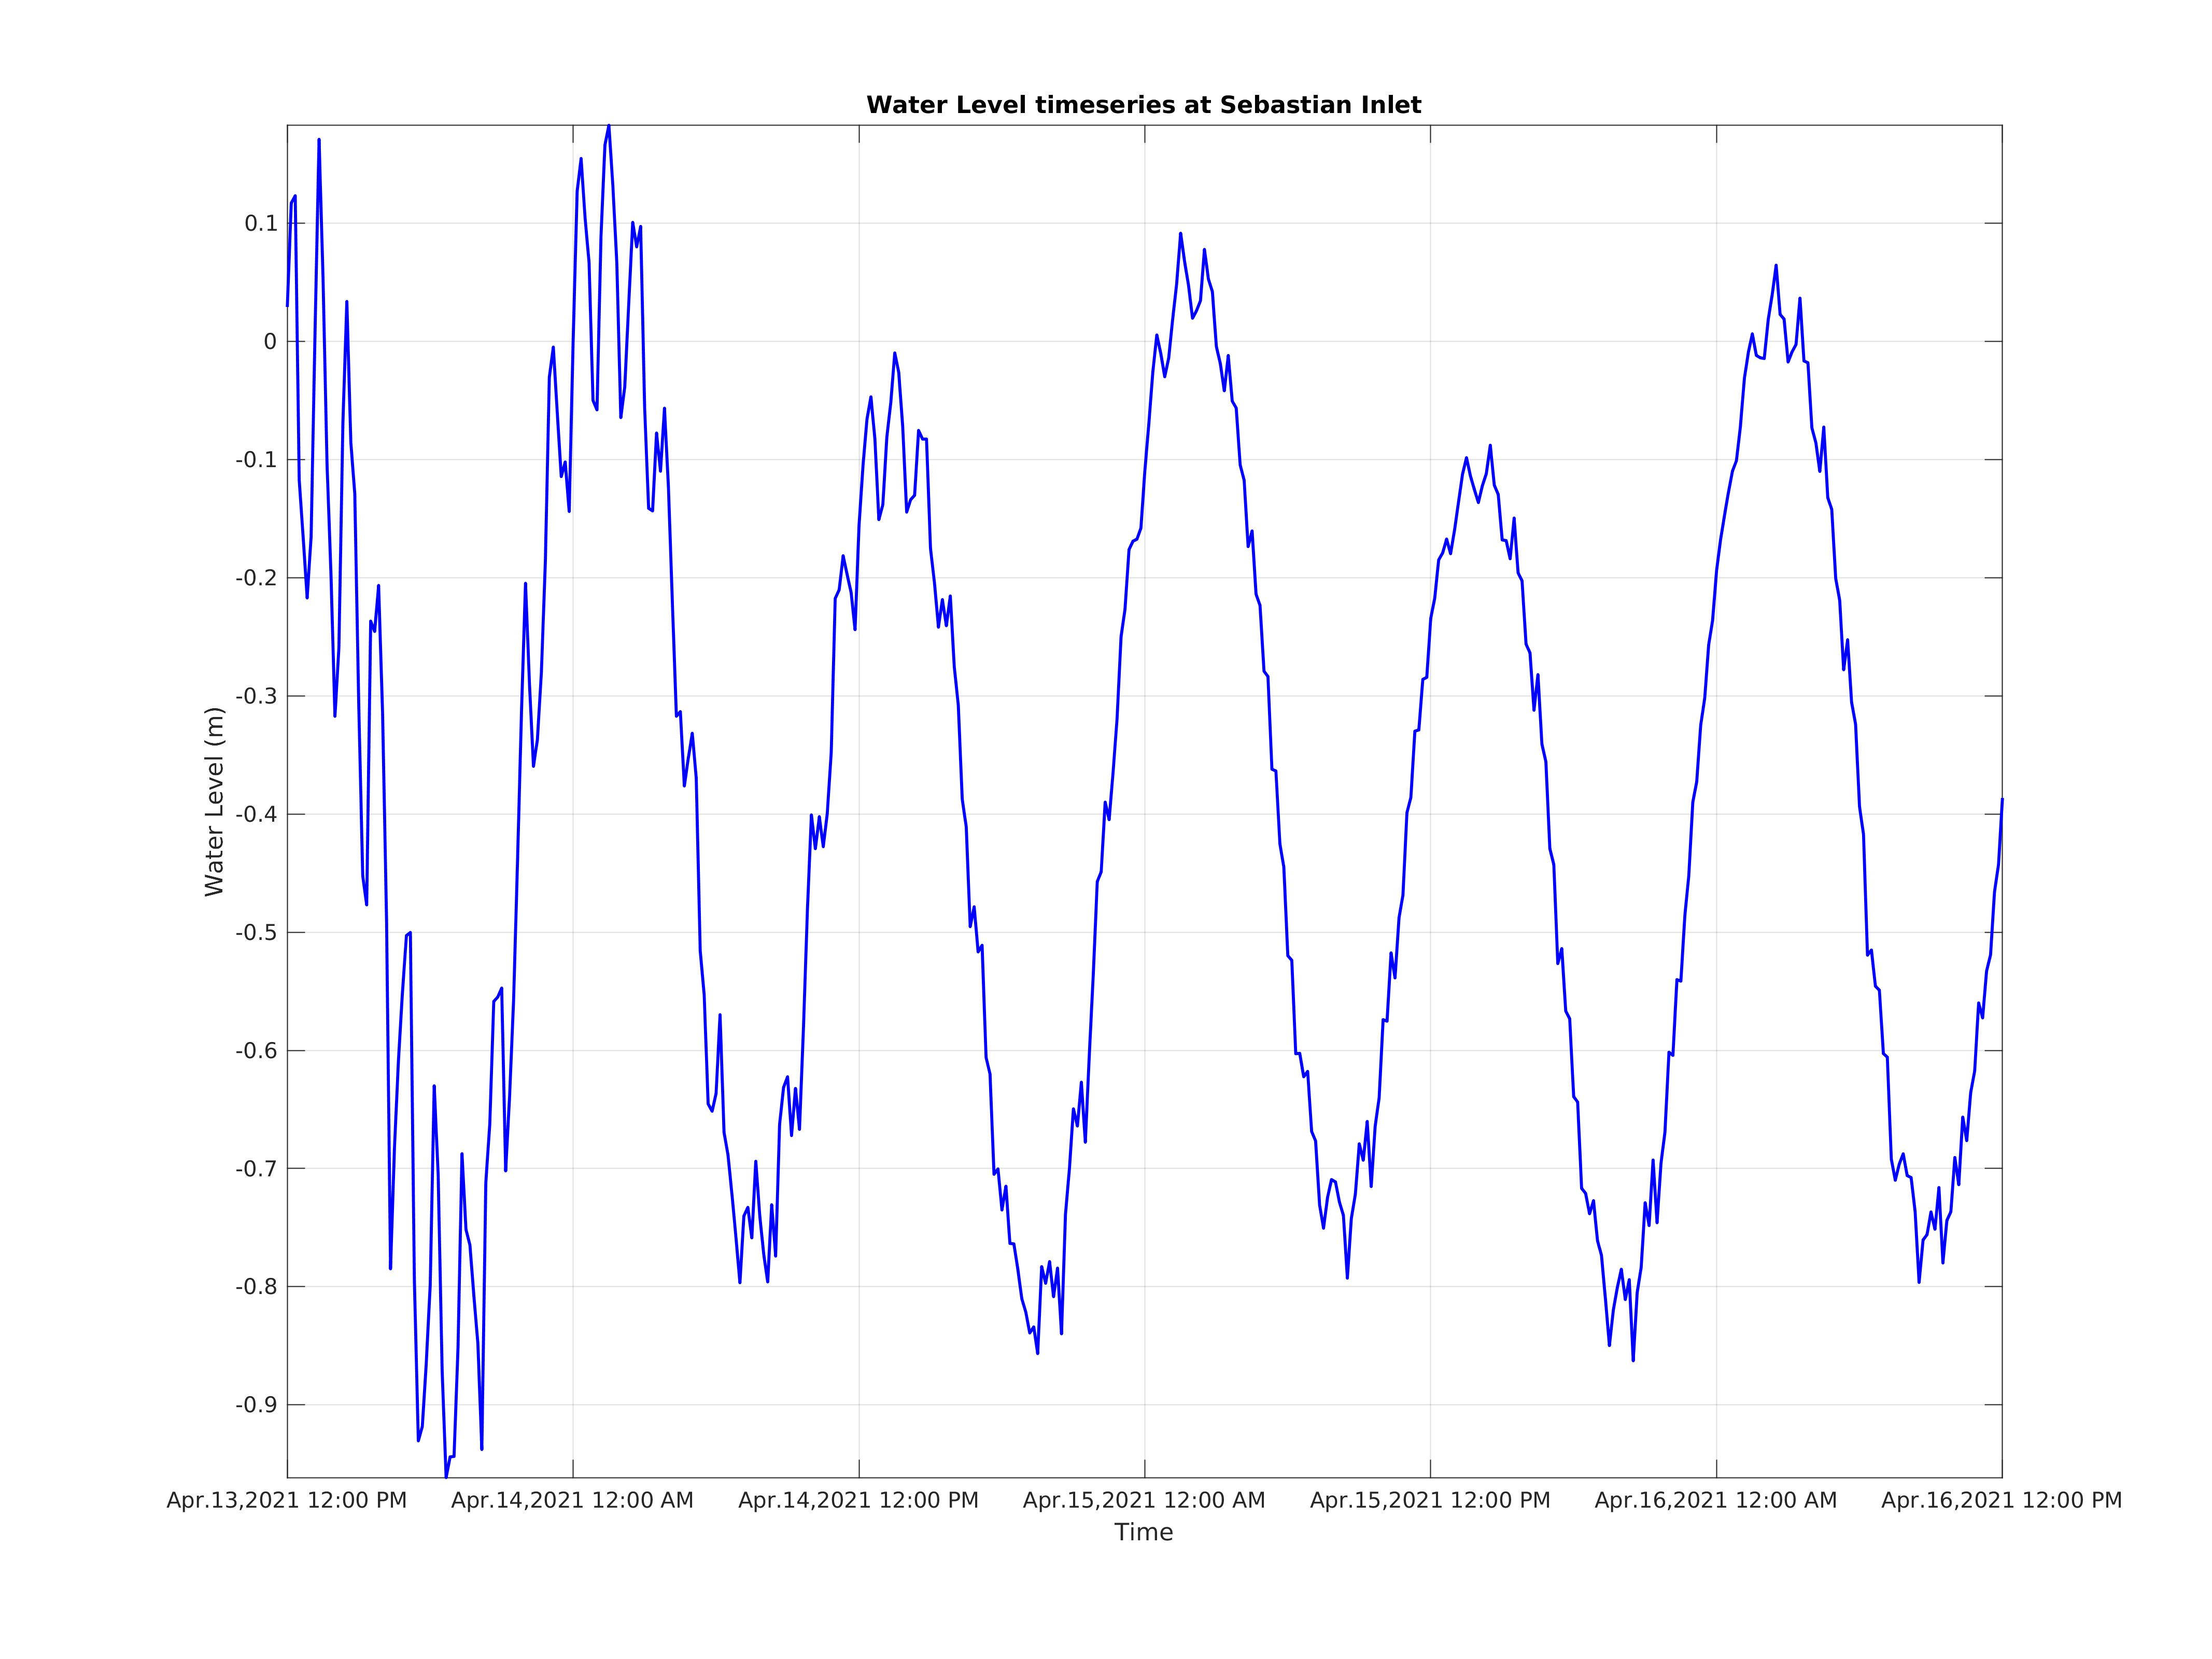 Water Level timeseries at Sebastian Inlet
0.1
0
-0.1
-0.2
-0.3
-0.4
-0.5
-0.6
-0.7
-0.8
-0.9
Water Level (m)
Apr.13,2021 12:00 PM Apr.14,2021 12:00 AM Apr.14,2021 12:00 PM Apr.15,2021 12:00 AM Apr.15,2021 12:00 PM Apr.16,2021 12:00 AM Apr.16,2021 12:00 PM
Time